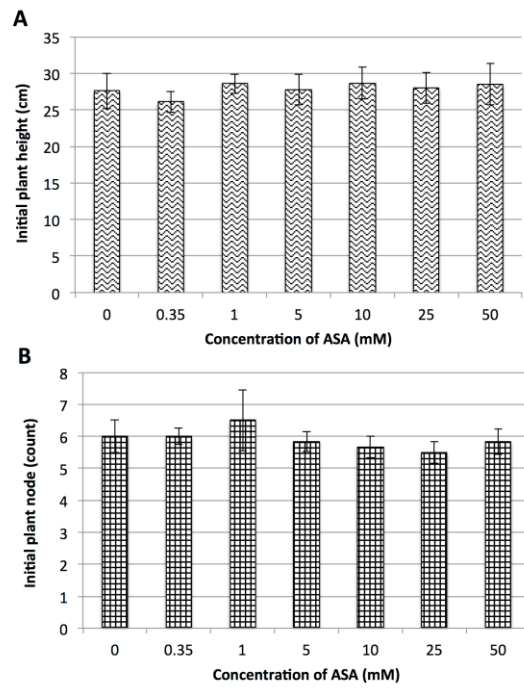 A
Initial plant height (cm)
35
30
25
20
15
10
5
0
0 0.35 1 5 10 25 50
Concentration of ASA (mM)
B
Initial plant node (count)
8
7
6
5
4
3
2
1
0
0 0.35 1 5 10 25 50
Concentration of ASA (mM)